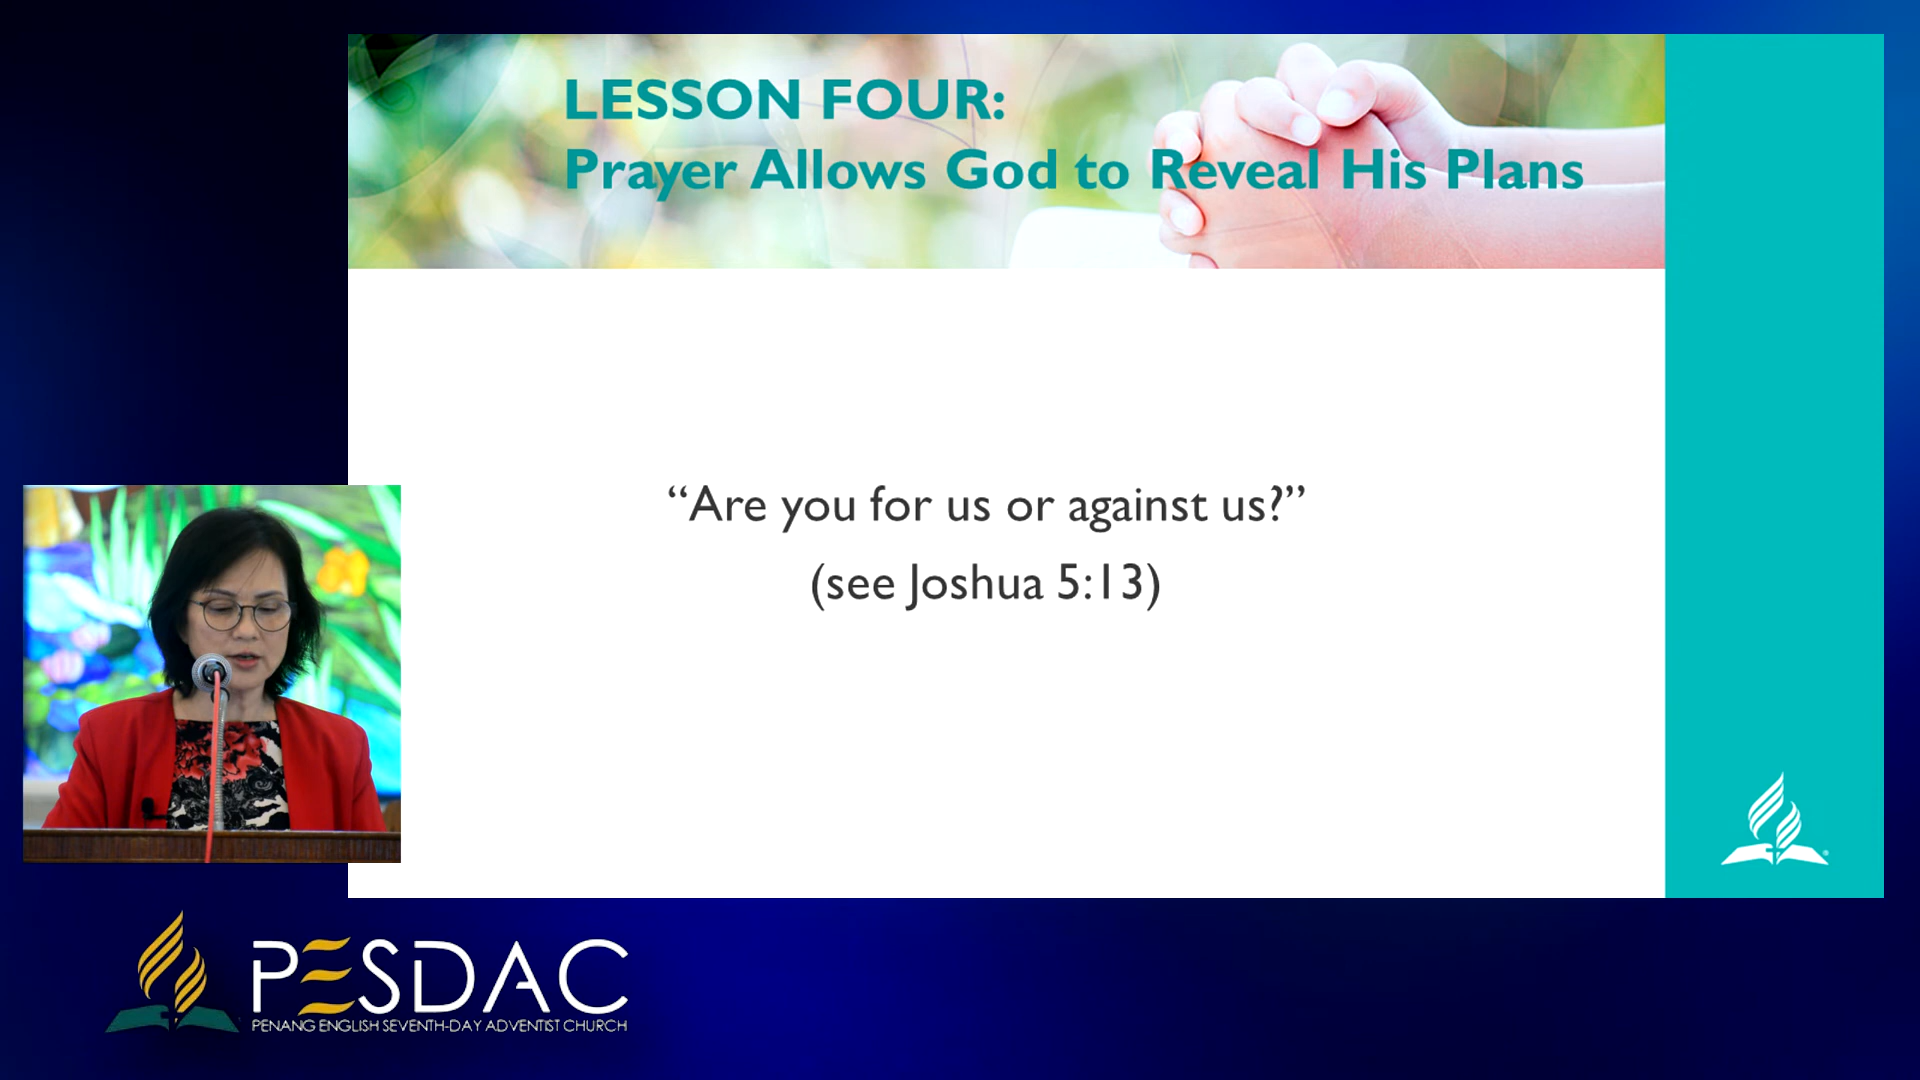 LESSON FOUR:
Prayer Allows God to Reveal His Plans
“Are you for us or against us?”
(see Joshua 5:13)
PESDAC
PENANG ENGLISH SEVENTH-DAY ADVENTIST CHURCH